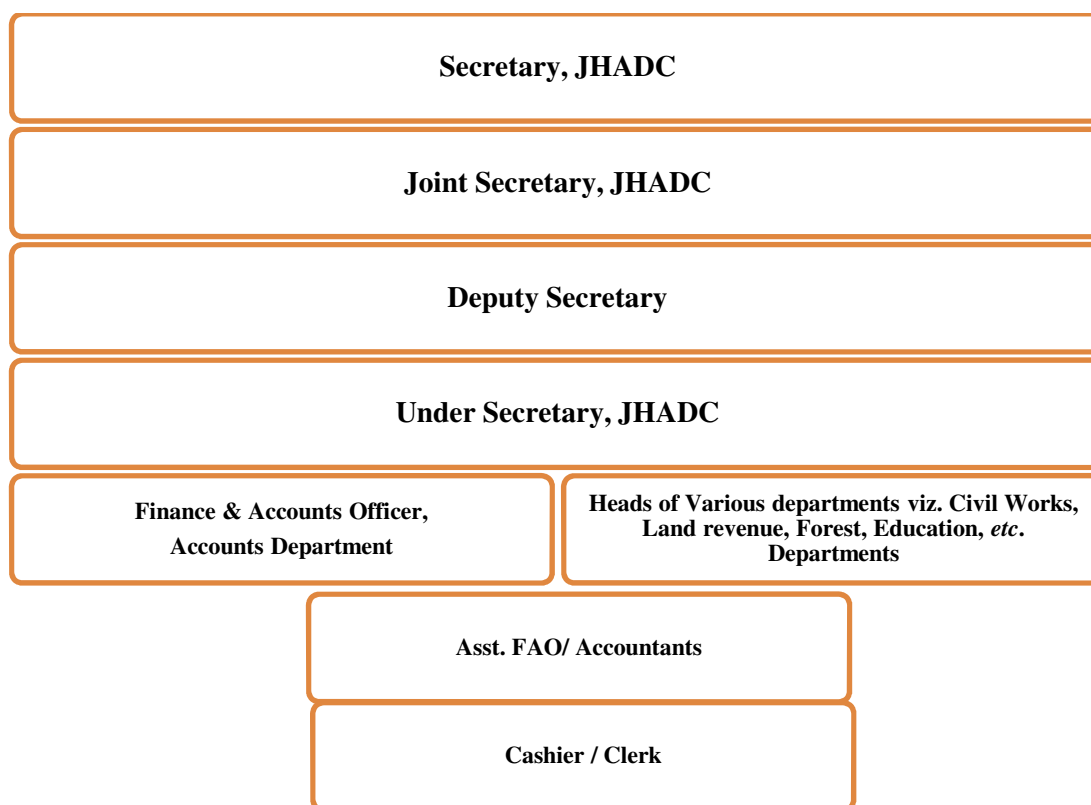 Secretary, JHADC
Joint Secretary, JHADC
Deputy Secretary
Under Secretary, JHADC
Finance & Accounts Officer,
Accounts Department
Heads of Various departments viz. Civil Works,
Land revenue, Forest, Education, etc.
Departments
Asst. FAO/ Accountants
Cashier / Clerk